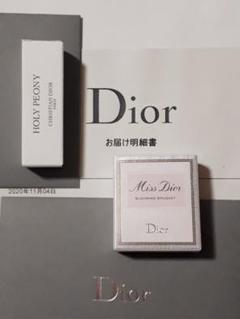 HOLY PEONY
CHRISTIAN DIOR
PARIS
Dior
お届け明細書
2020年11月04日
Miss Dior
BLOOMING BOUQUET
Dior
Dior